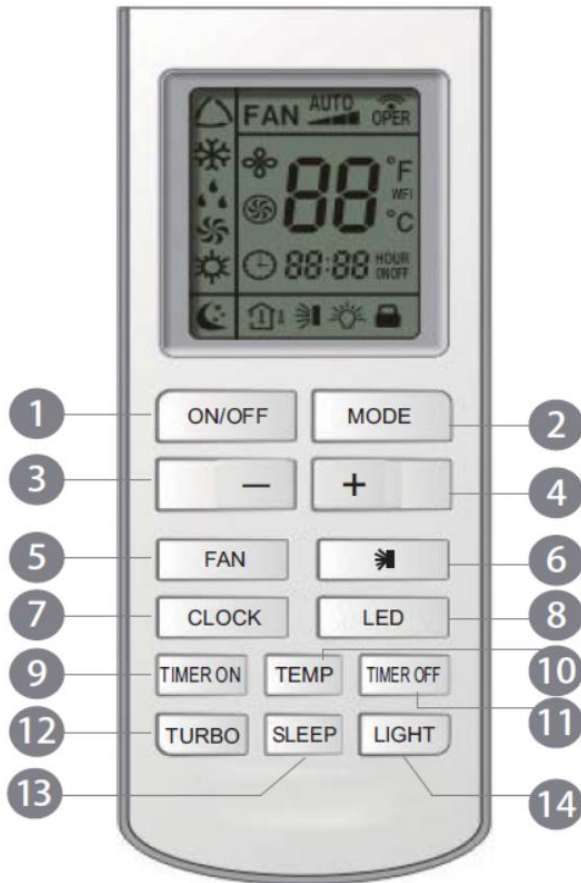 FAN AUTO OPER
88 °F
WFI
°C
88:88 HOUR
ON OFF
1 ON/OFF MODE 2
3 − + 4
5 FAN 6
7 CLOCK LED 8
9 TIMER ON TEMP TIMER OFF 10
11
12 TURBO SLEEP LIGHT
13 14